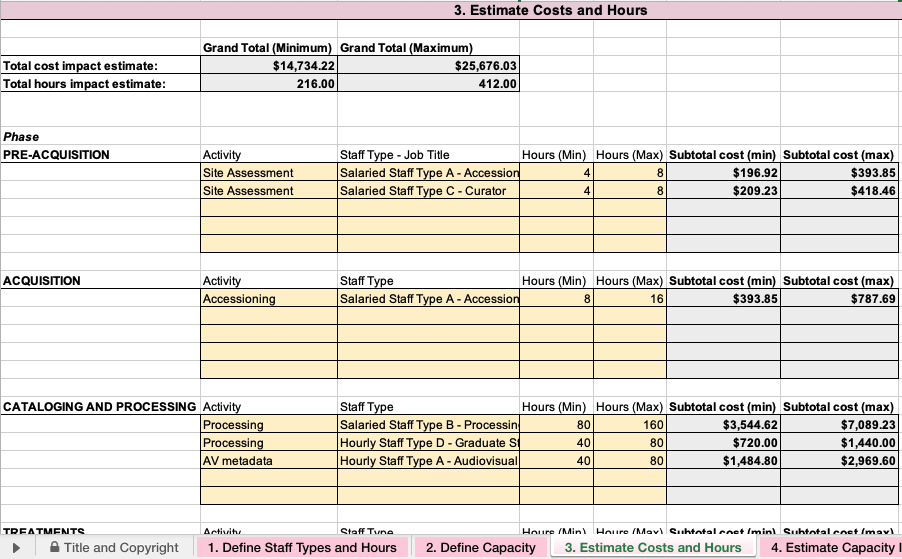 3. Estimate Costs and Hours
Grand Total (Minimum) Grand Total (Maximum)
Total cost impact estimate: $14,734.22 $25,676.03
Total hours impact estimate: 216.00 412.00
Phase
PRE-ACQUISITION Activity Staff Type - Job Title Hours (Min) Hours (Max) Subtotal cost (min) Subtotal cost (max)
Site Assessment Salaried Staff Type A - Accession 4 8 $196.92 $393.85
Site Assessment Salaried Staff Type C - Curator 4 8 $209.23 $418.46
ACQUISITION Activity Staff Type Hours (Min) Hours (Max) Subtotal cost (min) Subtotal cost (max)
Accessioning Salaried Staff Type A - Accession 8 16 $393.85 $787.69
CATALOGING AND PROCESSING Activity Staff Type Hours (Min) Hours (Max) Subtotal cost (min) Subtotal cost (max)
Processing Salaried Staff Type B - Processin 80 160 $3,544.62 $7,089.23
Processing Hourly Staff Type D - Graduate St 40 80 $720.00 $1,440.00
AV metadata Hourly Staff Type A - Audiovisual 40 80 $1,484.80 $2,969.60
TREATMENTS Activity Staff Type Hours (Min) Hours (Max) Subtotal cost (min) Subtotal cost (max)
Title and Copyright 1. Define Staff Types and Hours 2. Define Capacity 3. Estimate Costs and Hours 4. Estimate Capacity